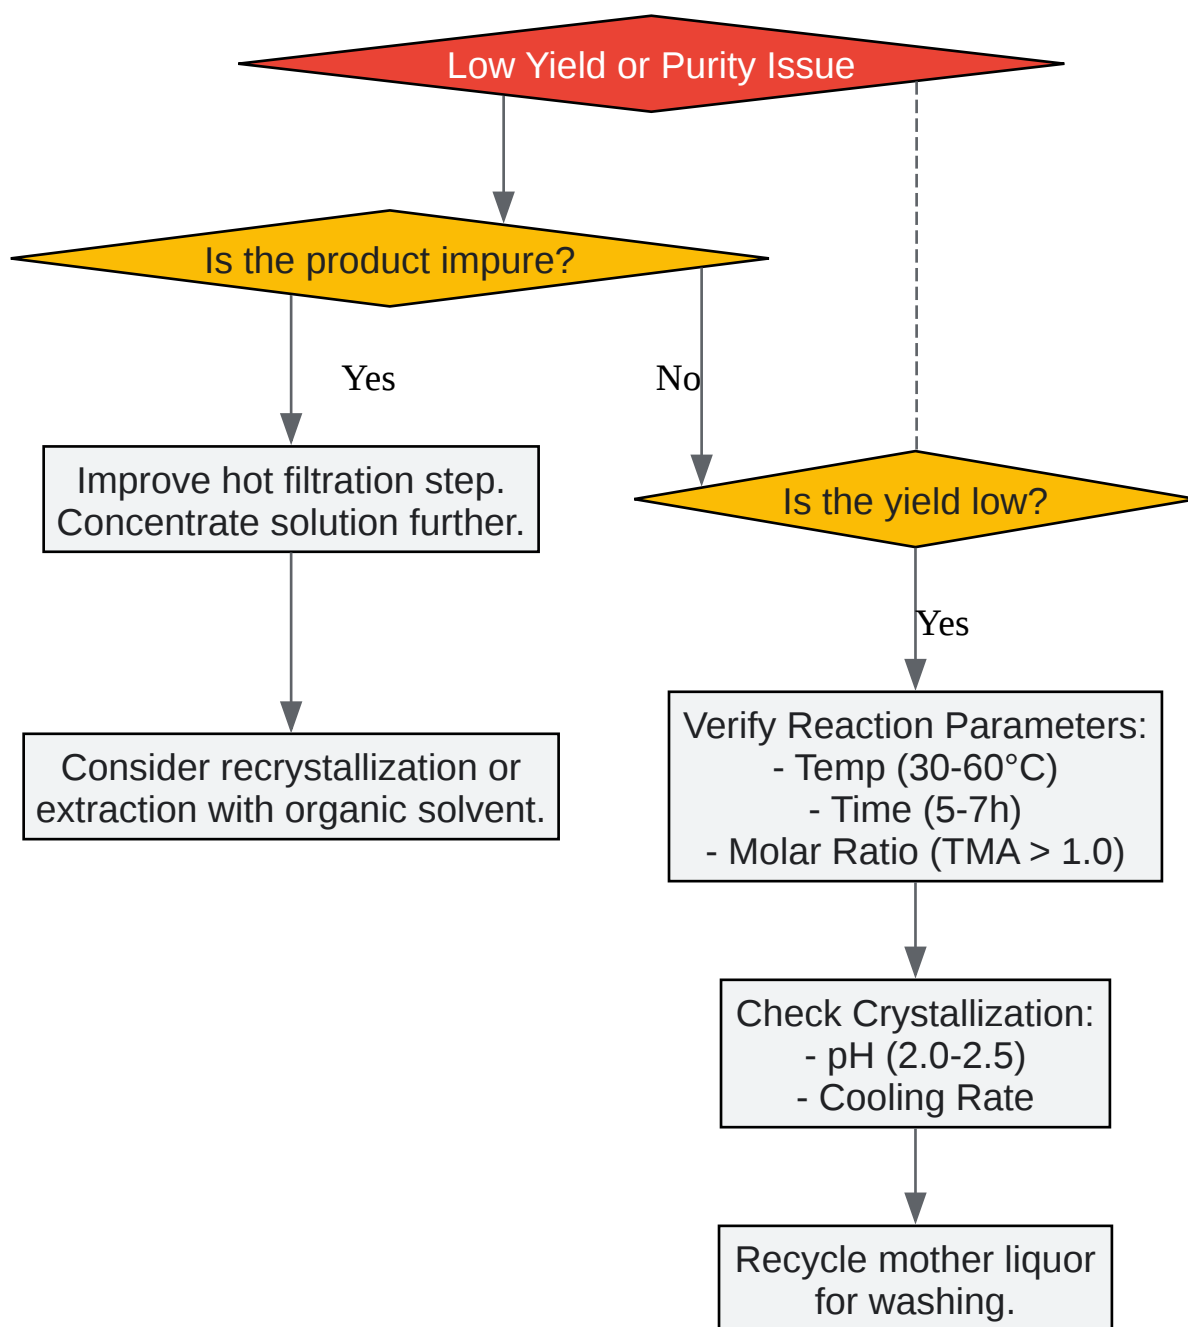 Low Yield or Purity Issue
Is the product impure?
Yes
No
Improve hot filtration step.
Concentrate solution further.
Is the yield low?
Yes
Consider recrystallization or
extraction with organic solvent.
Verify Reaction Parameters:
- Temp (30-60°C)
- Time (5-7h)
- Molar Ratio (TMA > 1.0)
Check Crystallization:
- pH (2.0-2.5)
- Cooling Rate
Recycle mother liquor
for washing.